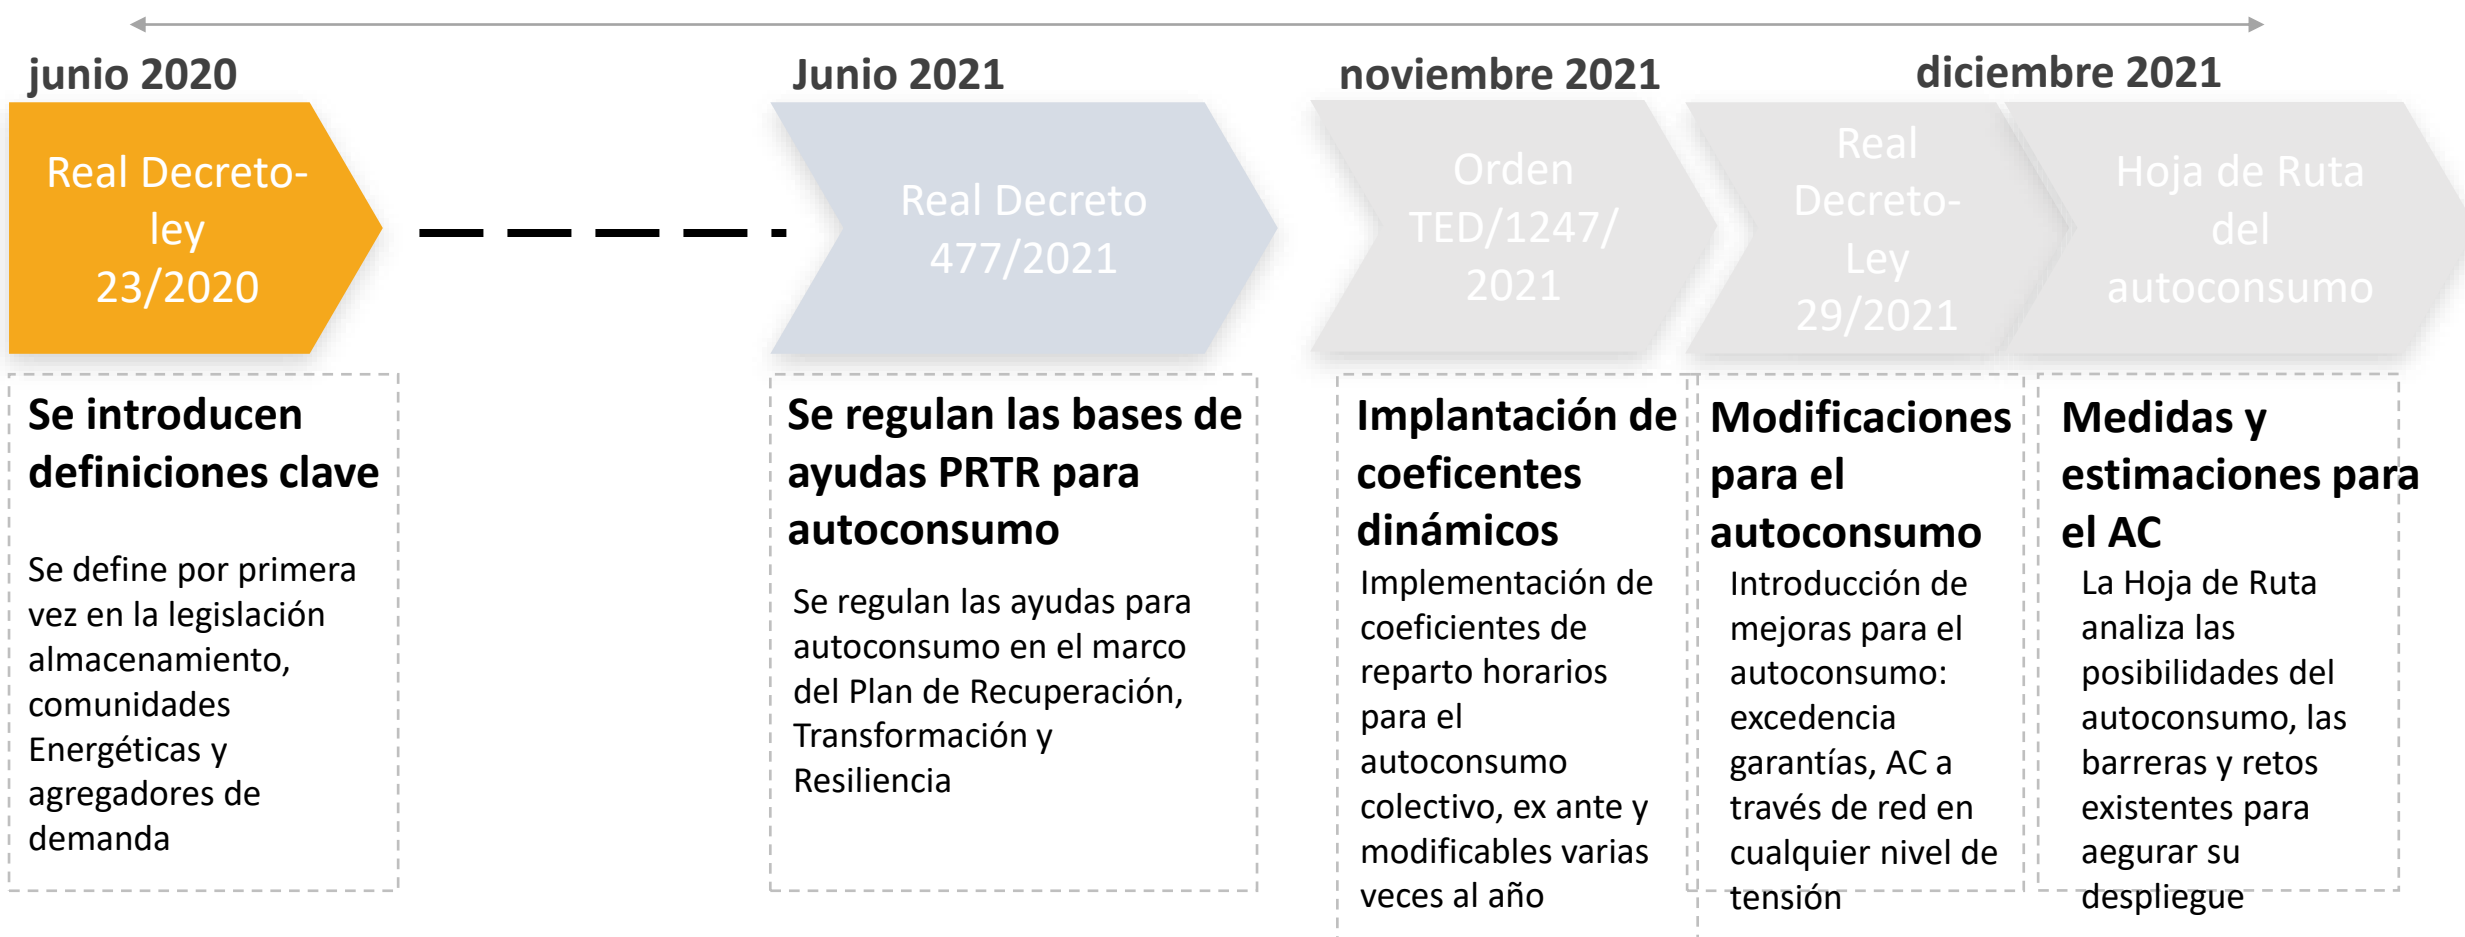 junio 2020
Real Decreto-
ley
23/2020
Se introducen
definiciones clave
Se define por primera
vez en la legislación
almacenamiento,
comunidades
Energéticas y
agregadores de
demanda
Junio 2021
Real Decreto
477/2021
Se regulan las bases de
ayudas PRTR para
autoconsumo
Se regulan las ayudas para
autoconsumo en el marco
del Plan de Recuperación,
Transformación y
Resiliencia
noviembre 2021
Orden
TED/1247/
2021
Implantación de
coeficentes
dinámicos
Implementación de
coeficientes de
reparto horarios
para el
autoconsumo
colectivo, ex ante y
modificables varias
veces al año
diciembre 2021
Real
Decreto-
Ley
29/2021
Modificaciones
para el
autoconsumo
Introducción de
mejoras para el
autoconsumo:
excedencia
garantías, AC a
través de red en
cualquier nivel de
tensión
Hoja de Ruta
del
autoconsumo
Medidas y
estimaciones para
el AC
La Hoja de Ruta
analiza las
posibilidades del
autoconsumo, las
barreras y retos
existentes para
aegurar su
despliegue